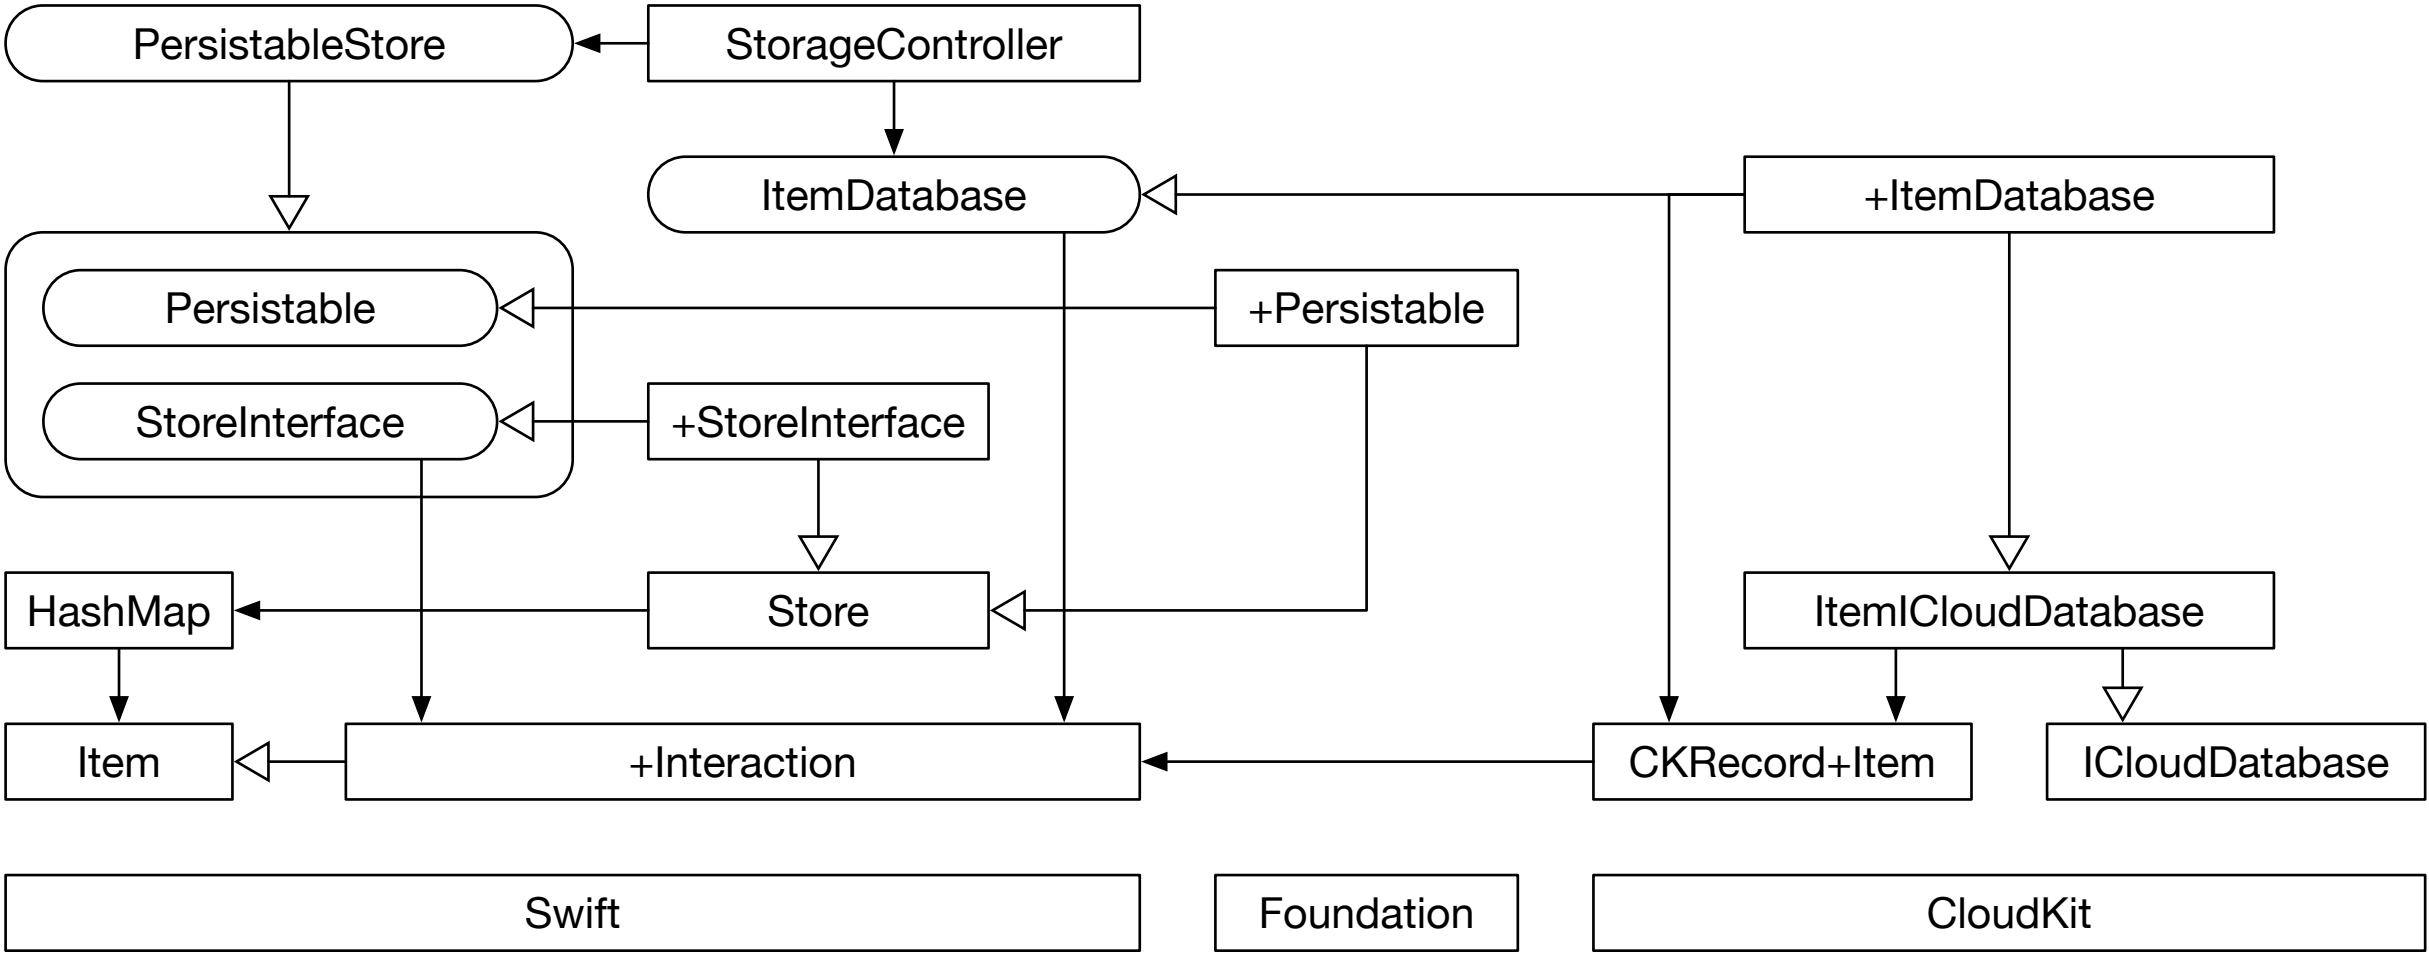 PersistableStore
StorageController
ItemDatabase
+ItemDatabase
Persistable
+Persistable
StoreInterface
+StoreInterface
HashMap
Store
ItemICloudDatabase
Item
+Interaction
CKRecord+Item
ICloudDatabase
Swift
Foundation
CloudKit